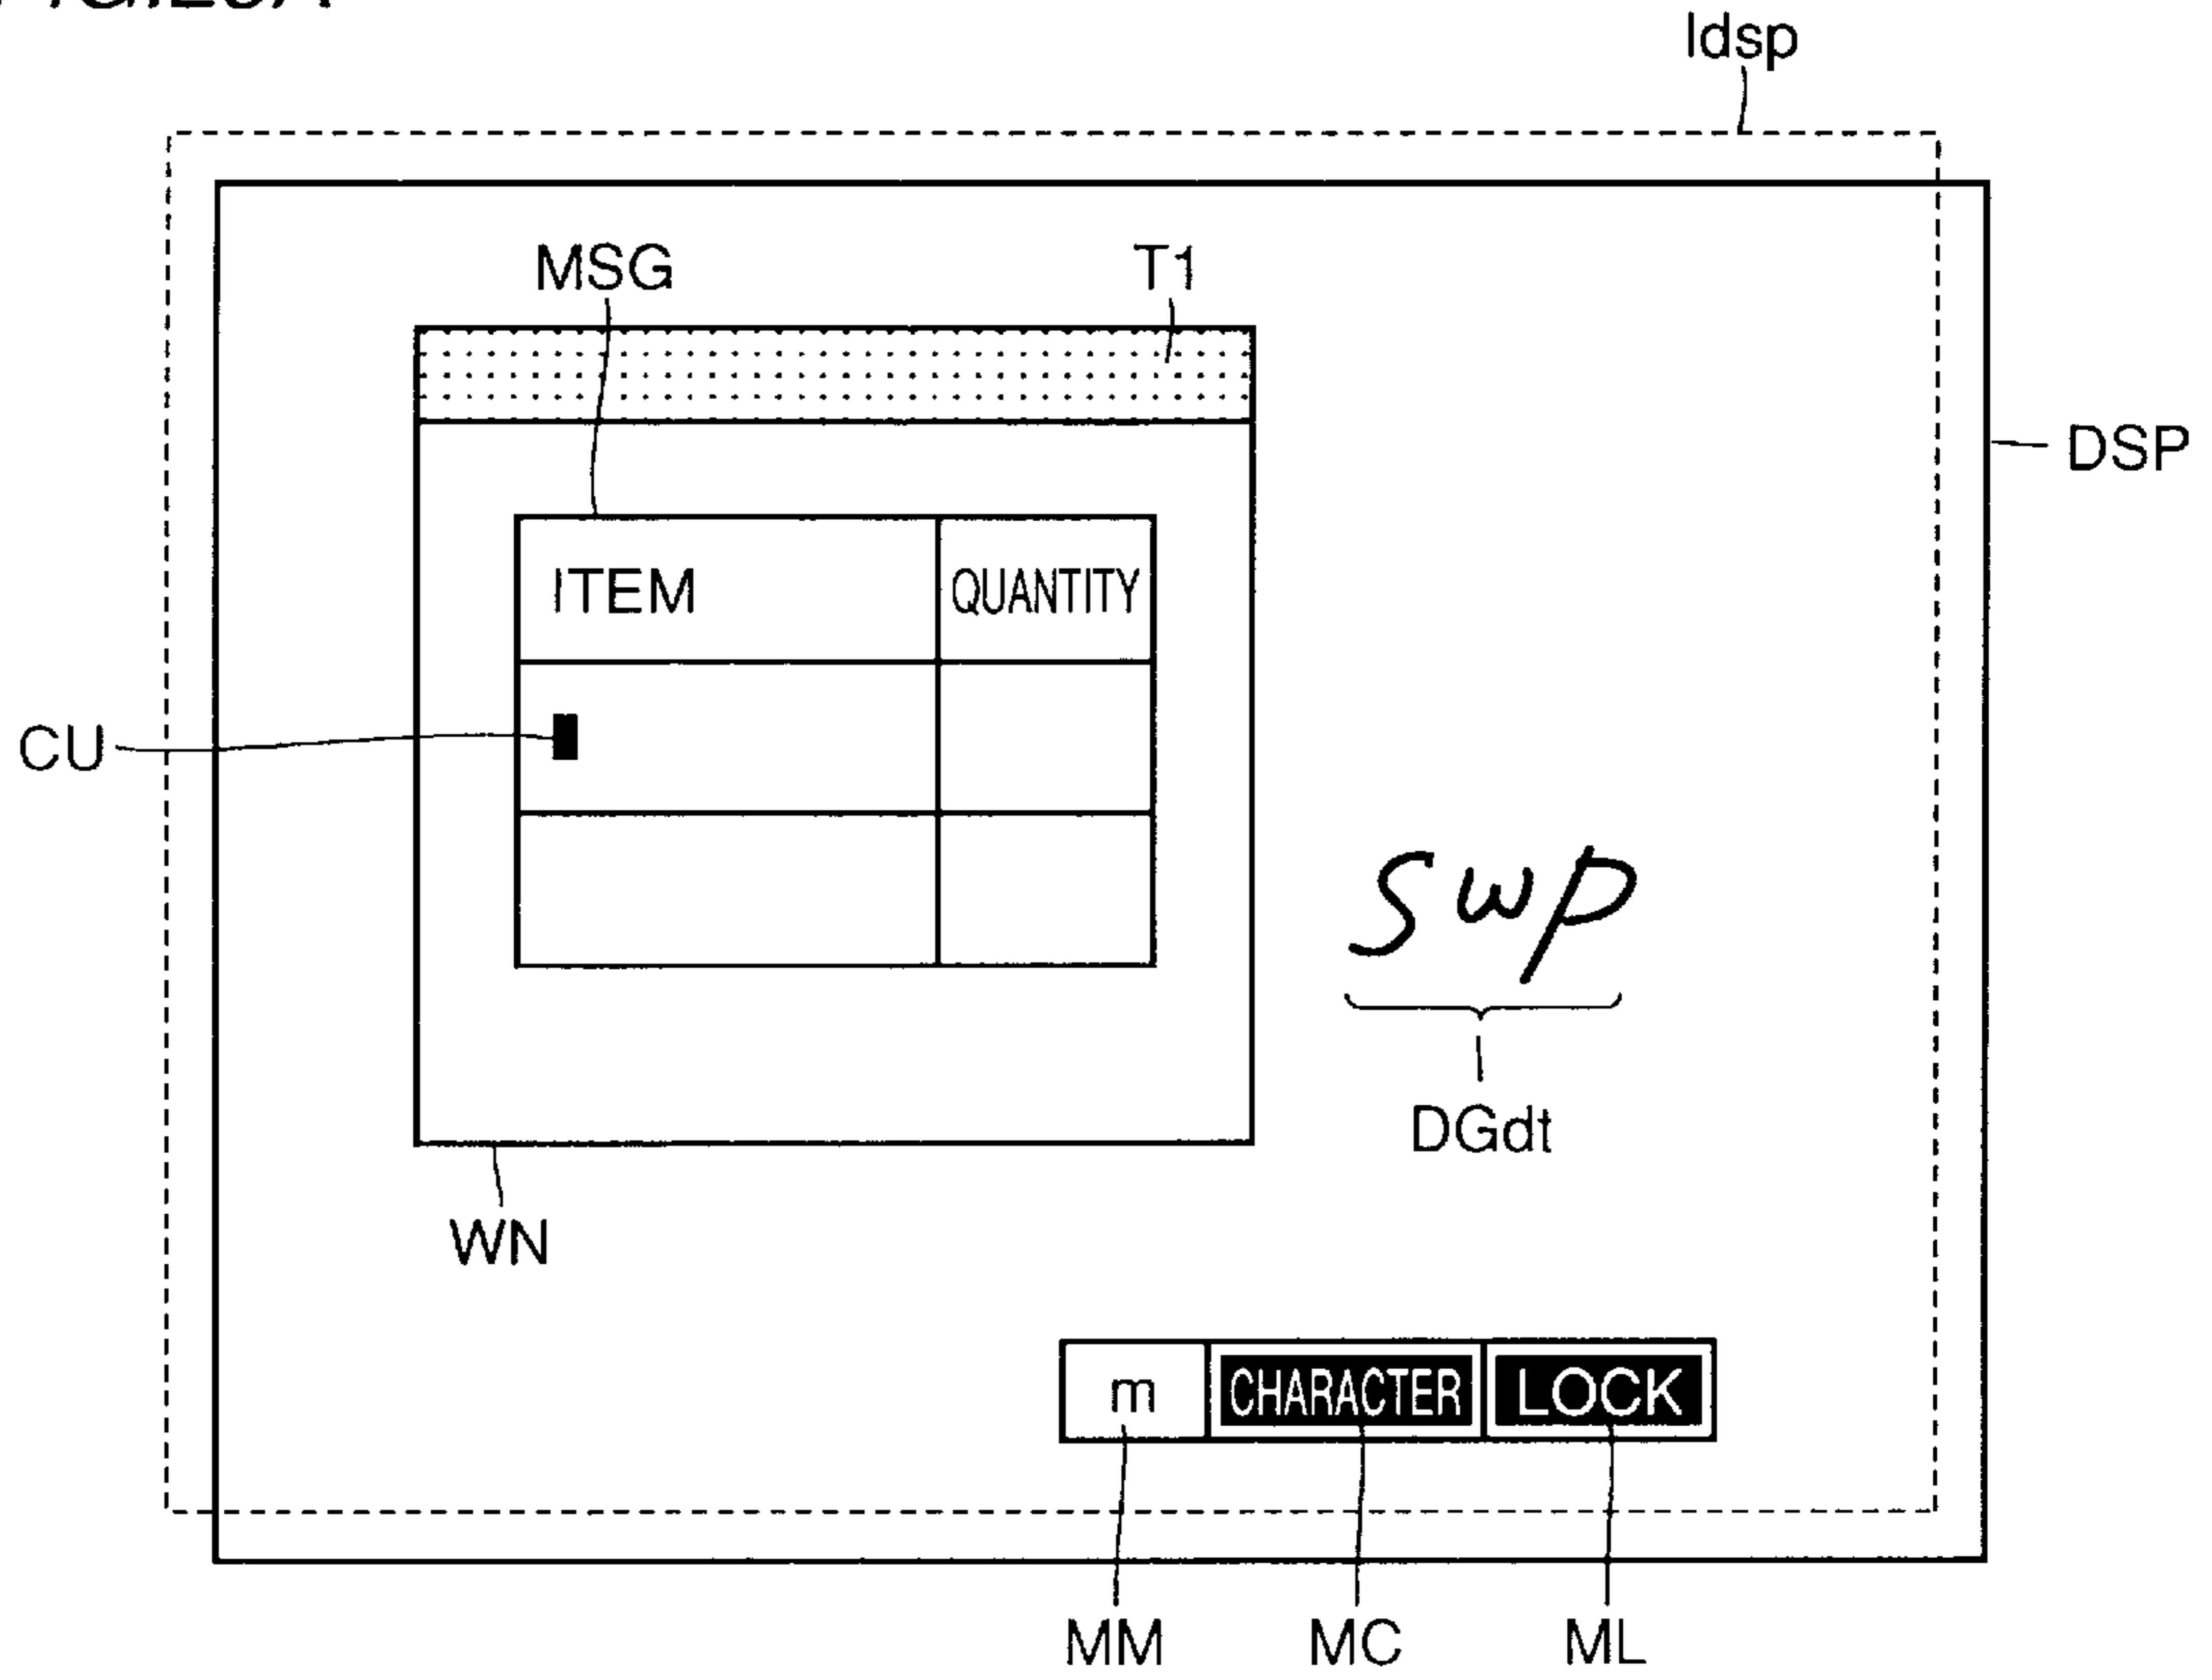 Idsp
MSG T1
DSP
ITEM QUANTITY
CU
swp
DGdt
WN
m CHARACTER LOCK
MM MC ML